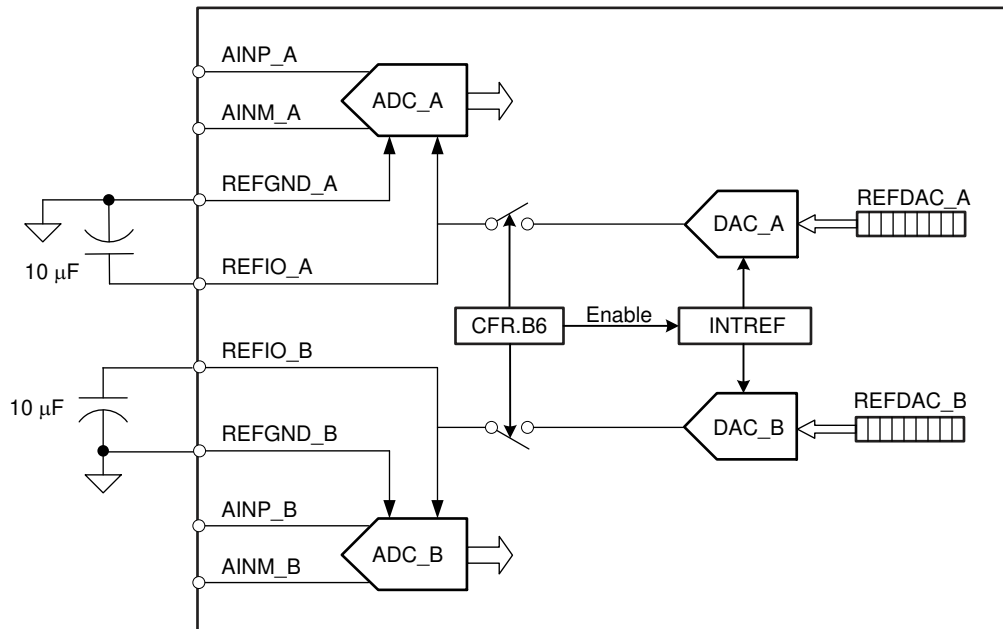 AINP_A
ADC_A
AINM_A
REFGND_A
REFDAC_A
DAC_A
10 μF
REFIO_A
Enable
CFR.B6
INTREF
REFIO_B
10 μF
REFDAC_B
REFGND_B
DAC_B
AINP_B
ADC_B
AINM_B